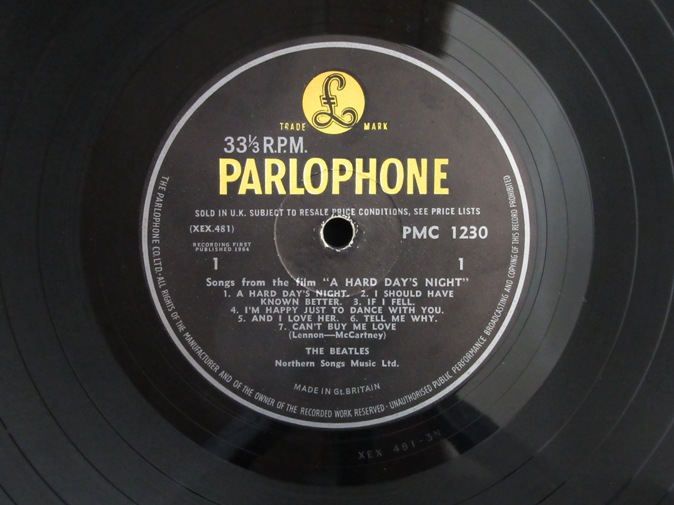 £
TRADE MARK
33⅓ R.P.M.
PARLOPHONE
SOLD IN U.K. SUBJECT TO RESALE PRICE CONDITIONS, SEE PRICE LISTS
(XEX.481) PMC 1230
RECORDING FIRST
PUBLISHED 1964
1 1
Songs from the film "A HARD DAY'S NIGHT"
1. A HARD DAY'S NIGHT. 2. I SHOULD HAVE
KNOWN BETTER. 3. IF I FELL.
4. I'M HAPPY JUST TO DANCE WITH YOU.
5. AND I LOVE HER. 6. TELL ME WHY.
7. CAN'T BUY ME LOVE
(Lennon—McCartney)
THE BEATLES
Northern Songs Music Ltd.
MADE IN Gt. BRITAIN
THE PARLOPHONE CO. LTD·ALL RIGHTS OF THE MANUFACTURER AND OF THE OWNER OF THE RECORDED WORK RESERVED·UNAUTHORISED PUBLIC PERFORMANCE BROADCASTING AND COPYING OF THIS RECORD PROHIBITED
XEX 481-3N